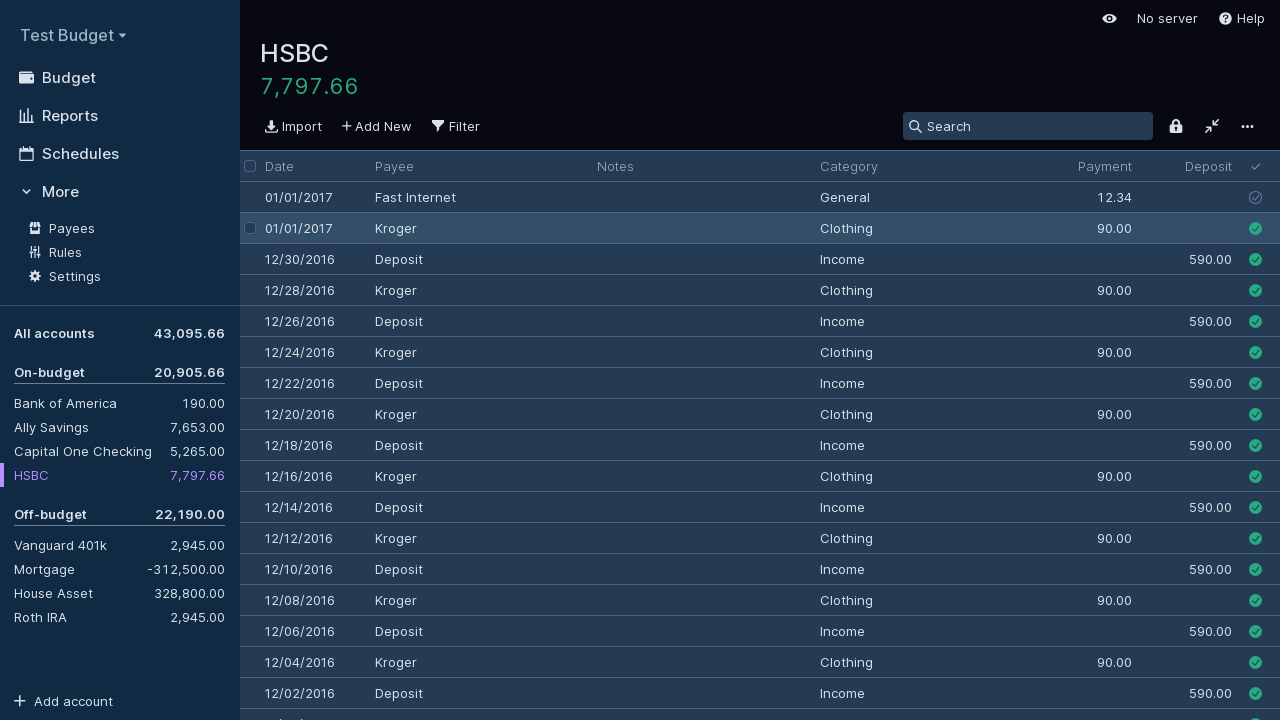 Test Budget
Budget
Reports
Schedules
More
Payees
Rules
Settings
All accounts 43,095.66
On-budget 20,905.66
Bank of America 190.00
Ally Savings 7,653.00
Capital One Checking 5,265.00
HSBC 7,797.66
Off-budget 22,190.00
Vanguard 401k 2,945.00
Mortgage -312,500.00
House Asset 328,800.00
Roth IRA 2,945.00
Add account
No server Help
HSBC
7,797.66
Import Add New Filter Search
Date Payee Notes Category Payment Deposit
01/01/2017 Fast Internet General 12.34
01/01/2017 Kroger Clothing 90.00
12/30/2016 Deposit Income 590.00
12/28/2016 Kroger Clothing 90.00
12/26/2016 Deposit Income 590.00
12/24/2016 Kroger Clothing 90.00
12/22/2016 Deposit Income 590.00
12/20/2016 Kroger Clothing 90.00
12/18/2016 Deposit Income 590.00
12/16/2016 Kroger Clothing 90.00
12/14/2016 Deposit Income 590.00
12/12/2016 Kroger Clothing 90.00
12/10/2016 Deposit Income 590.00
12/08/2016 Kroger Clothing 90.00
12/06/2016 Deposit Income 590.00
12/04/2016 Kroger Clothing 90.00
12/02/2016 Deposit Income 590.00